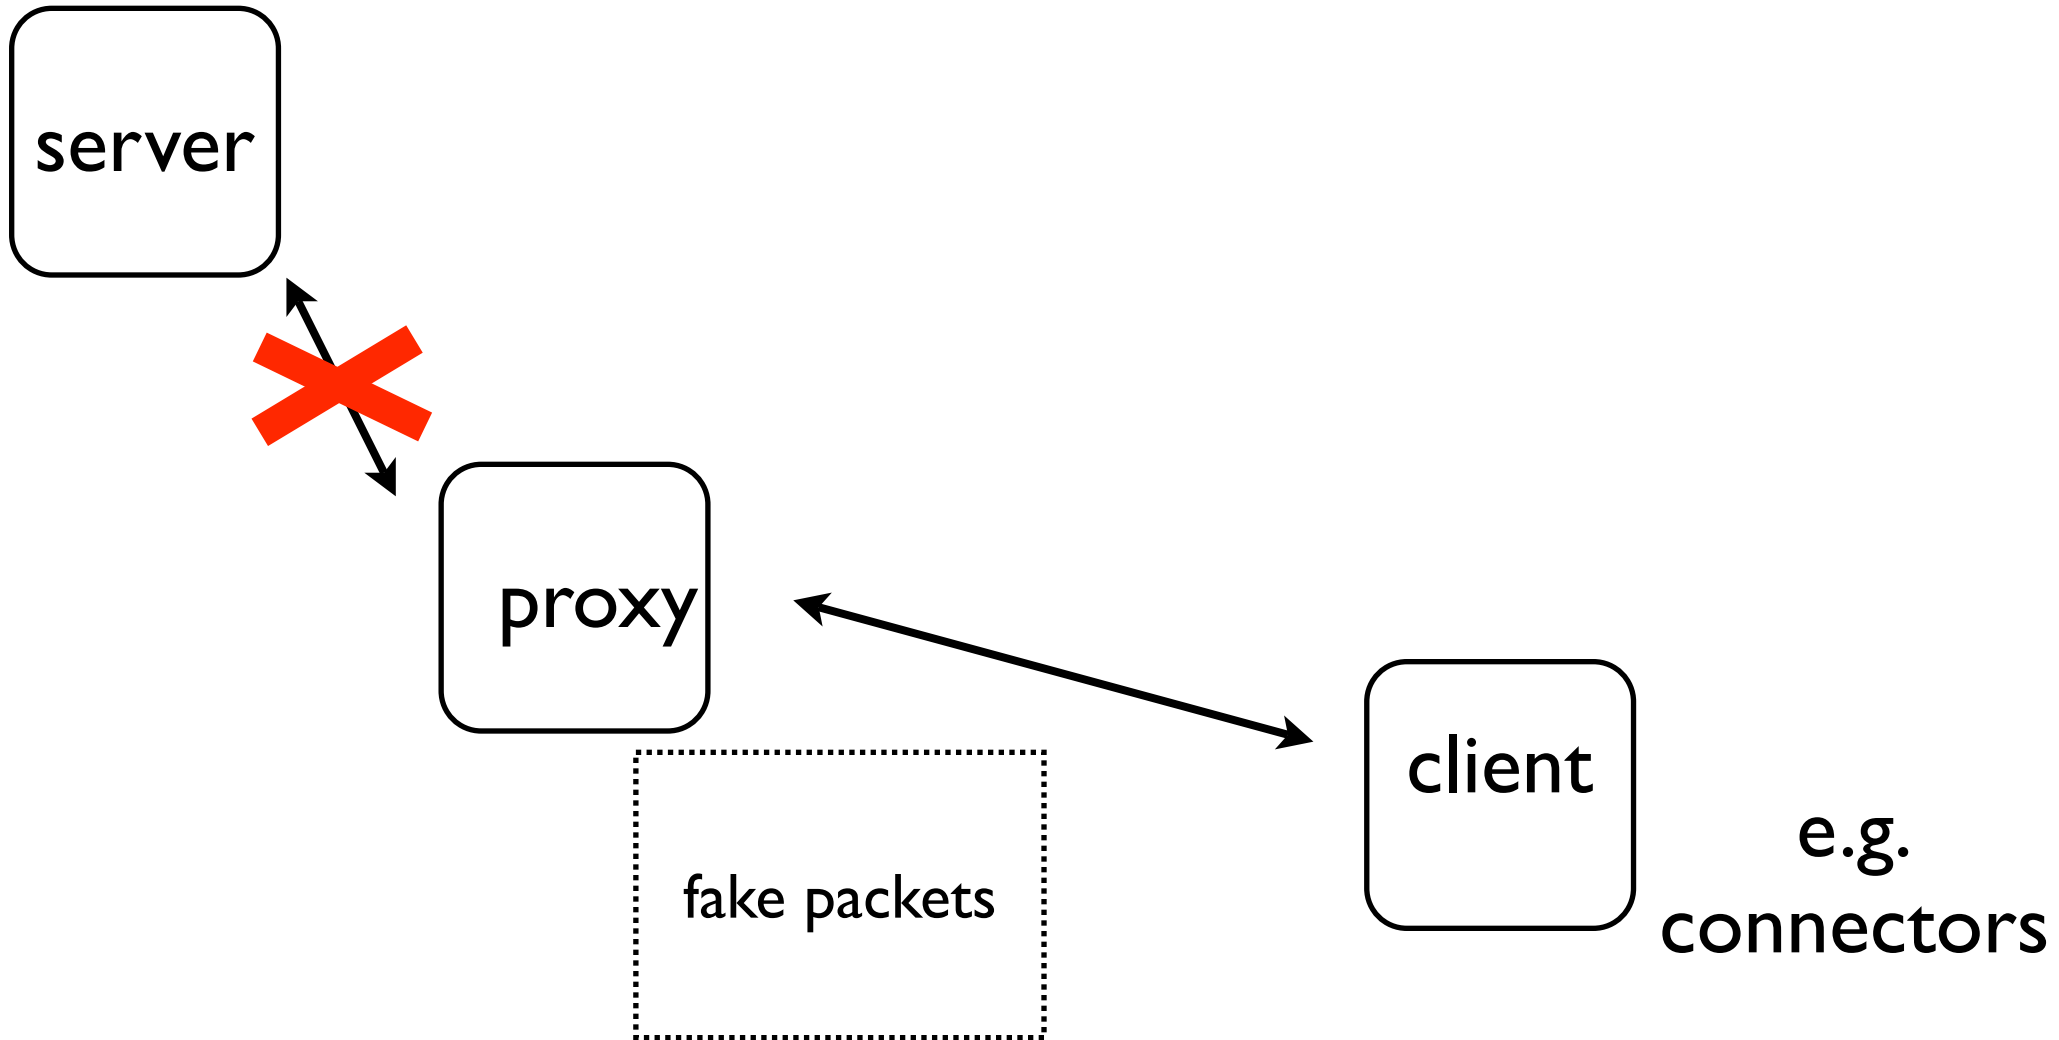 server
proxy
client
e.g.
connectors
fake packets